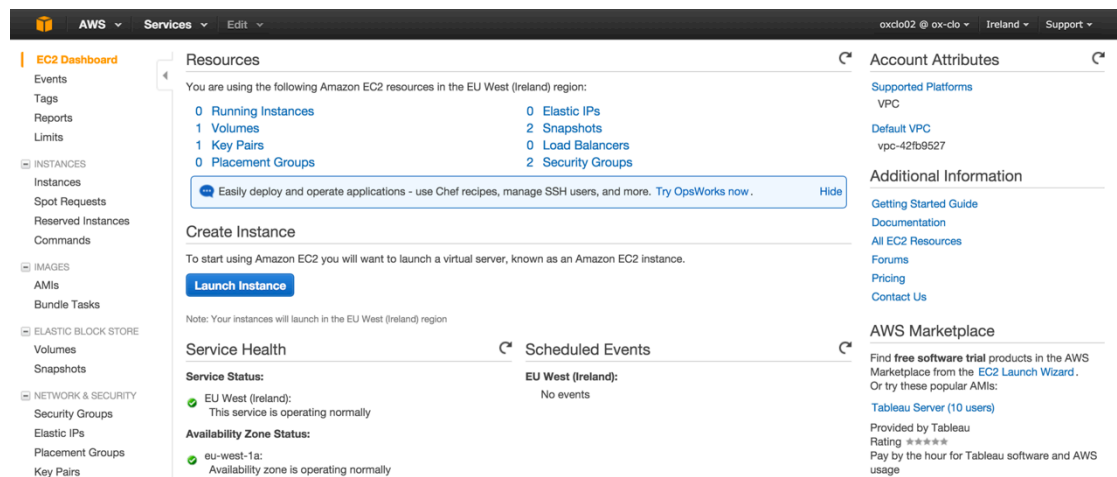 AWS Services Edit oxclo02 @ ox-clo Ireland Support
EC2 Dashboard
Events
Tags
Reports
Limits
INSTANCES
Instances
Spot Requests
Reserved Instances
Commands
IMAGES
AMIs
Bundle Tasks
ELASTIC BLOCK STORE
Volumes
Snapshots
NETWORK & SECURITY
Security Groups
Elastic IPs
Placement Groups
Key Pairs
Resources
You are using the following Amazon EC2 resources in the EU West (Ireland) region:
0 Running Instances
1 Volumes
1 Key Pairs
0 Placement Groups
0 Elastic IPs
2 Snapshots
0 Load Balancers
2 Security Groups
Easily deploy and operate applications - use Chef recipes, manage SSH users, and more. Try OpsWorks now. Hide
Create Instance
To start using Amazon EC2 you will want to launch a virtual server, known as an Amazon EC2 instance.
Launch Instance
Note: Your instances will launch in the EU West (Ireland) region
Service Health
Service Status:
EU West (Ireland):
This service is operating normally
Availability Zone Status:
eu-west-1a:
Availability zone is operating normally
Scheduled Events
EU West (Ireland):
No events
Account Attributes
Supported Platforms
VPC
Default VPC
vpc-42fb9527
Additional Information
Getting Started Guide
Documentation
All EC2 Resources
Forums
Pricing
Contact Us
AWS Marketplace
Find free software trial products in the AWS
Marketplace from the EC2 Launch Wizard.
Or try these popular AMIs:
Tableau Server (10 users)
Provided by Tableau
Rating
Pay by the hour for Tableau software and AWS
usage